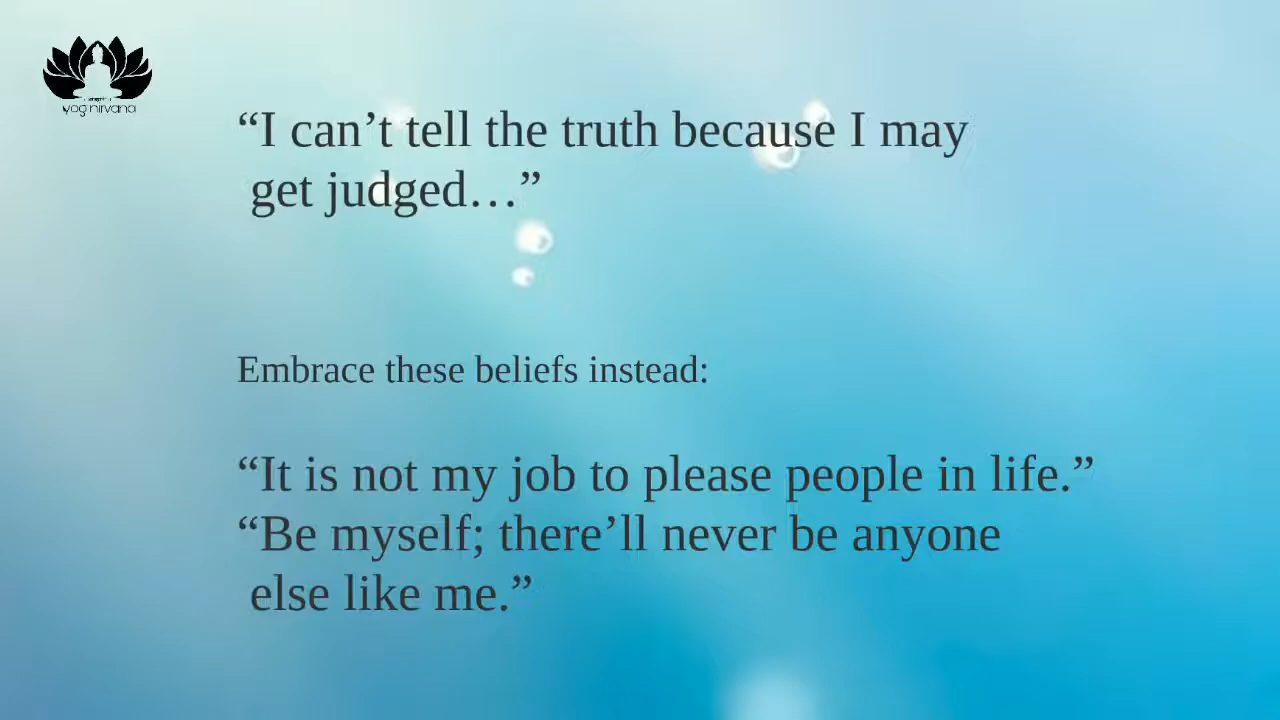 yog nirvana
“I can’t tell the truth because I may
get judged…”
Embrace these beliefs instead:
“It is not my job to please people in life.”
“Be myself; there’ll never be anyone
else like me.”